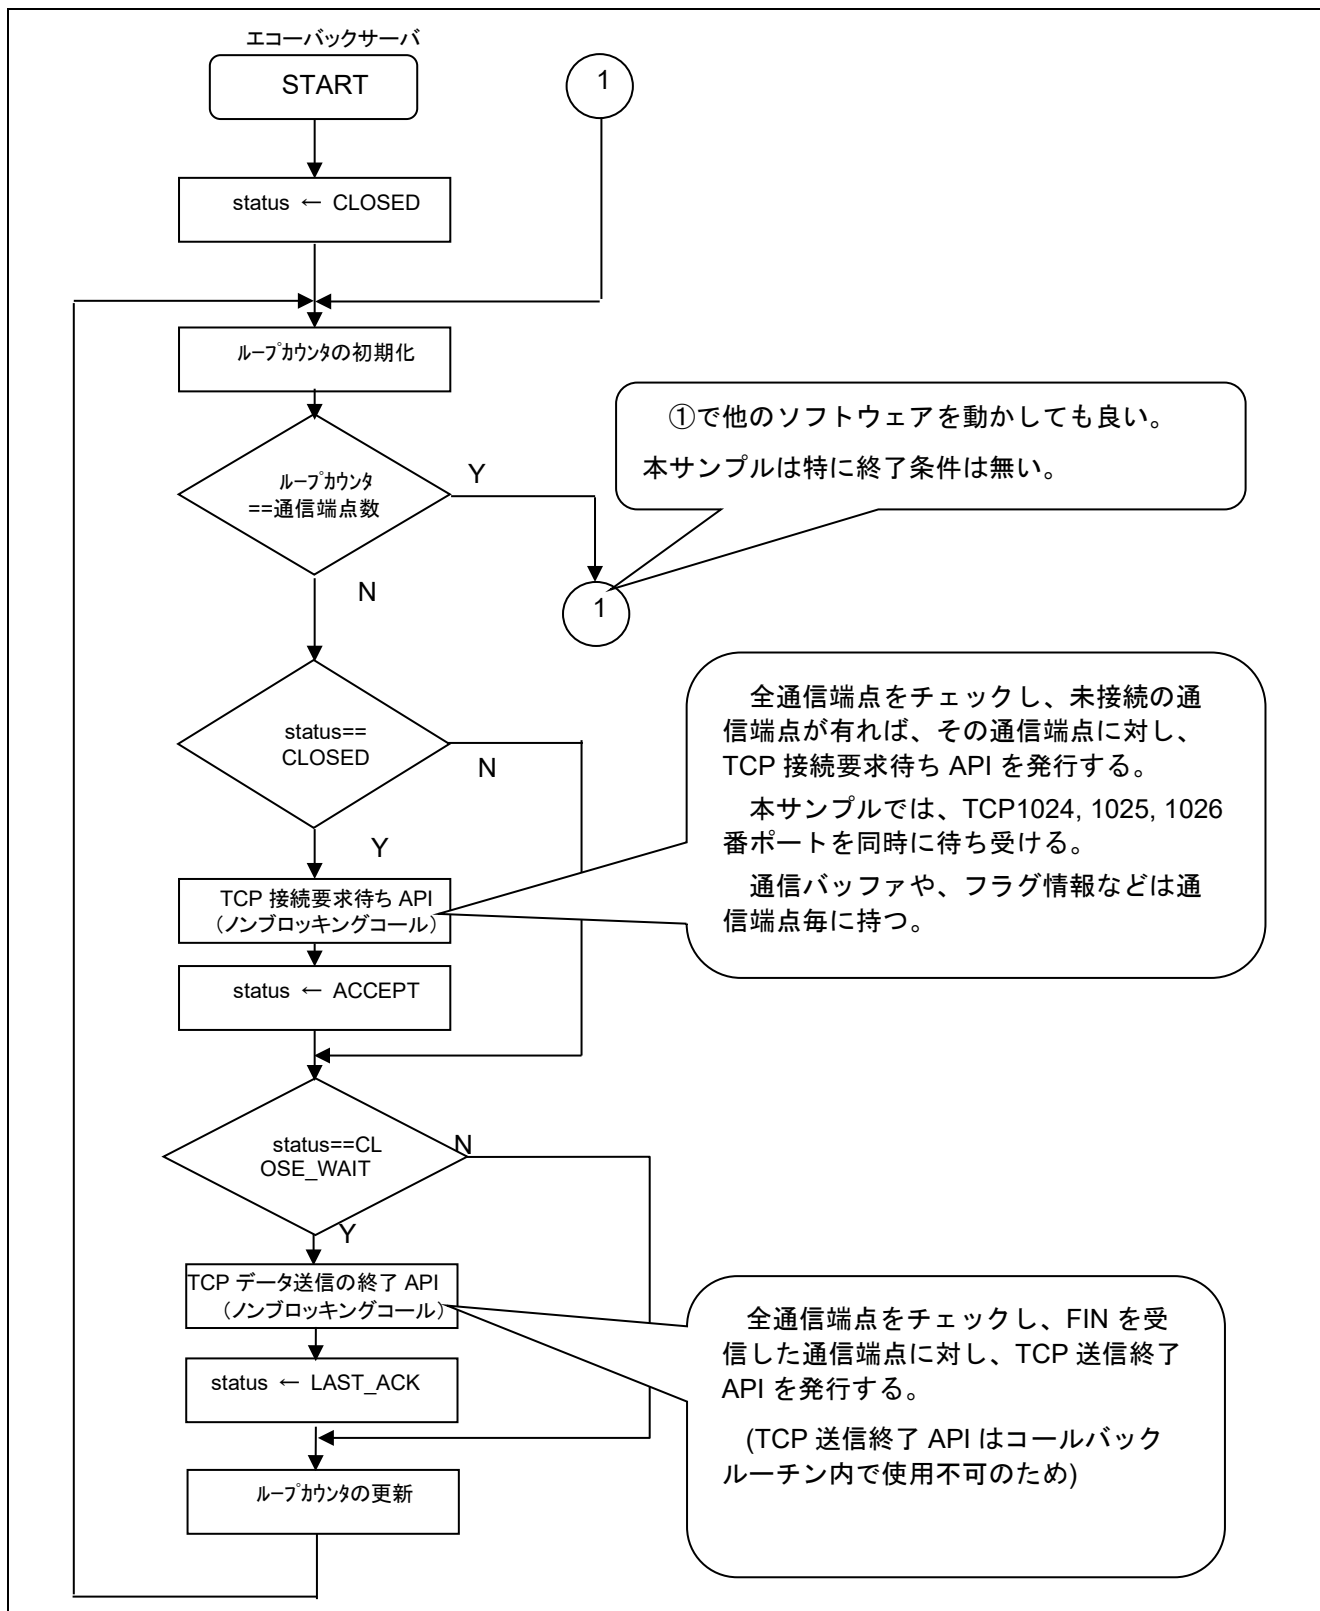 エコーバックサーバ
START
1
status ← CLOSED
ループカウンタの初期化
①で他のソフトウェアを動かしても良い。
本サンプルは特に終了条件は無い。
ループカウンタ
==通信端点数
Y
N
1
status==
CLOSED
N
Y
全通信端点をチェックし、未接続の通
信端点が有れば、その通信端点に対し、
TCP 接続要求待ち API を発行する。
本サンプルでは、TCP1024, 1025, 1026
番ポートを同時に待ち受ける。
通信バッファや、フラグ情報などは通
信端点毎に持つ。
TCP 接続要求待ち API
（ノンブロッキングコール）
status ← ACCEPT
status==CL
OSE_WAIT
N
Y
TCP データ送信の終了 API
（ノンブロッキングコール）
全通信端点をチェックし、FIN を受
信した通信端点に対し、TCP 送信終了
API を発行する。
(TCP 送信終了 API はコールバック
ルーチン内で使用不可のため)
status ← LAST_ACK
ループカウンタの更新